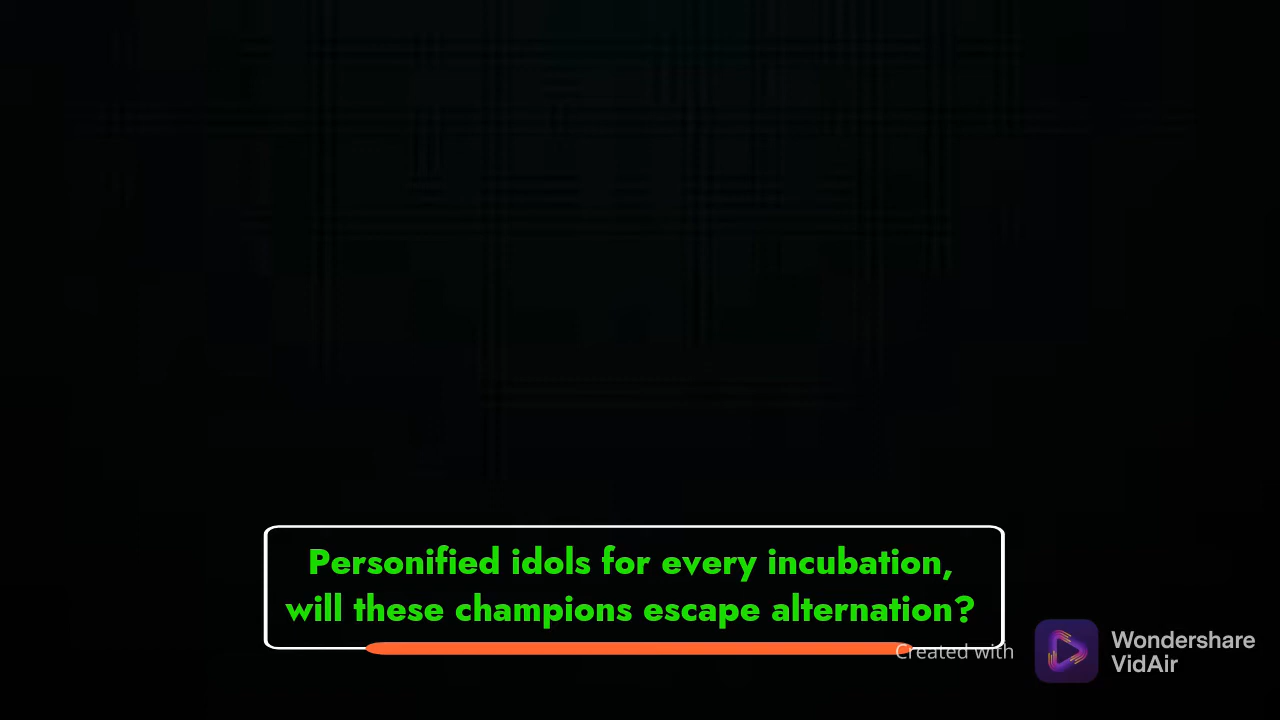 Personified idols for every incubation,
will these champions escape alternation?
Created with
Wondershare
VidAir